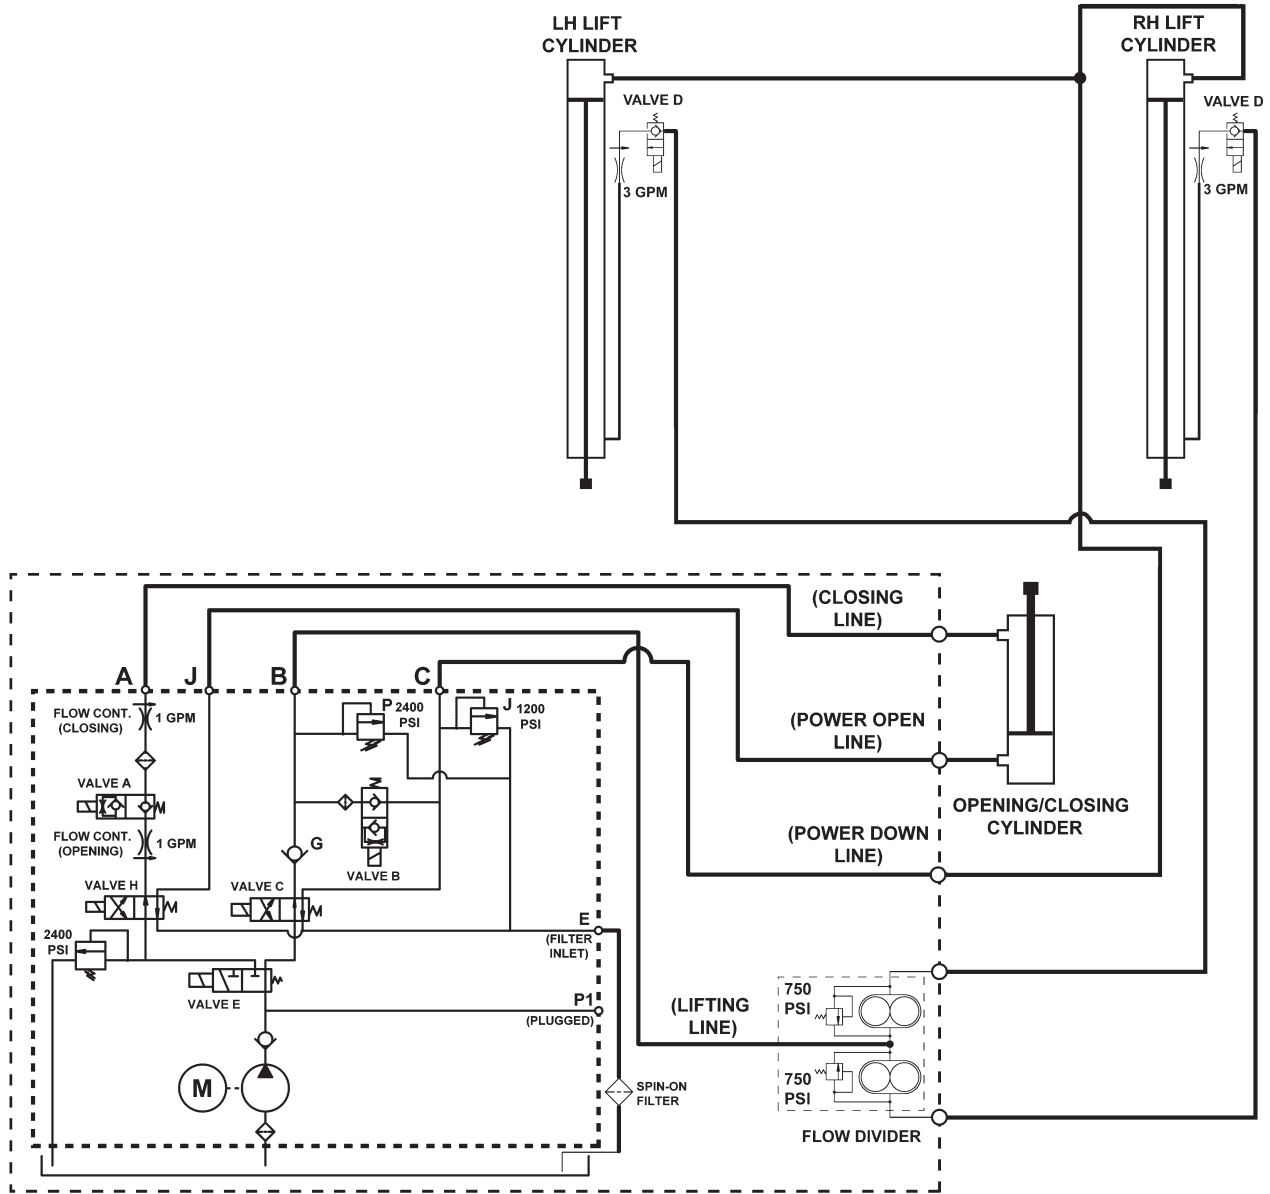 LH LIFT
CYLINDER
RH LIFT
CYLINDER
VALVE D
3 GPM
VALVE D
3 GPM
(CLOSING
LINE)
(POWER OPEN
LINE)
OPENING/CLOSING
CYLINDER
(POWER DOWN
LINE)
A
J
B
C
FLOW CONT.
(CLOSING)
1 GPM
P 2400
PSI
J 1200
PSI
VALVE A
FLOW CONT.
(OPENING)
1 GPM
G
VALVE B
VALVE H
VALVE C
2400
PSI
E
(FILTER
INLET)
VALVE E
P1
(PLUGGED)
(LIFTING
LINE)
750
PSI
750
PSI
M
SPIN-ON
FILTER
FLOW DIVIDER